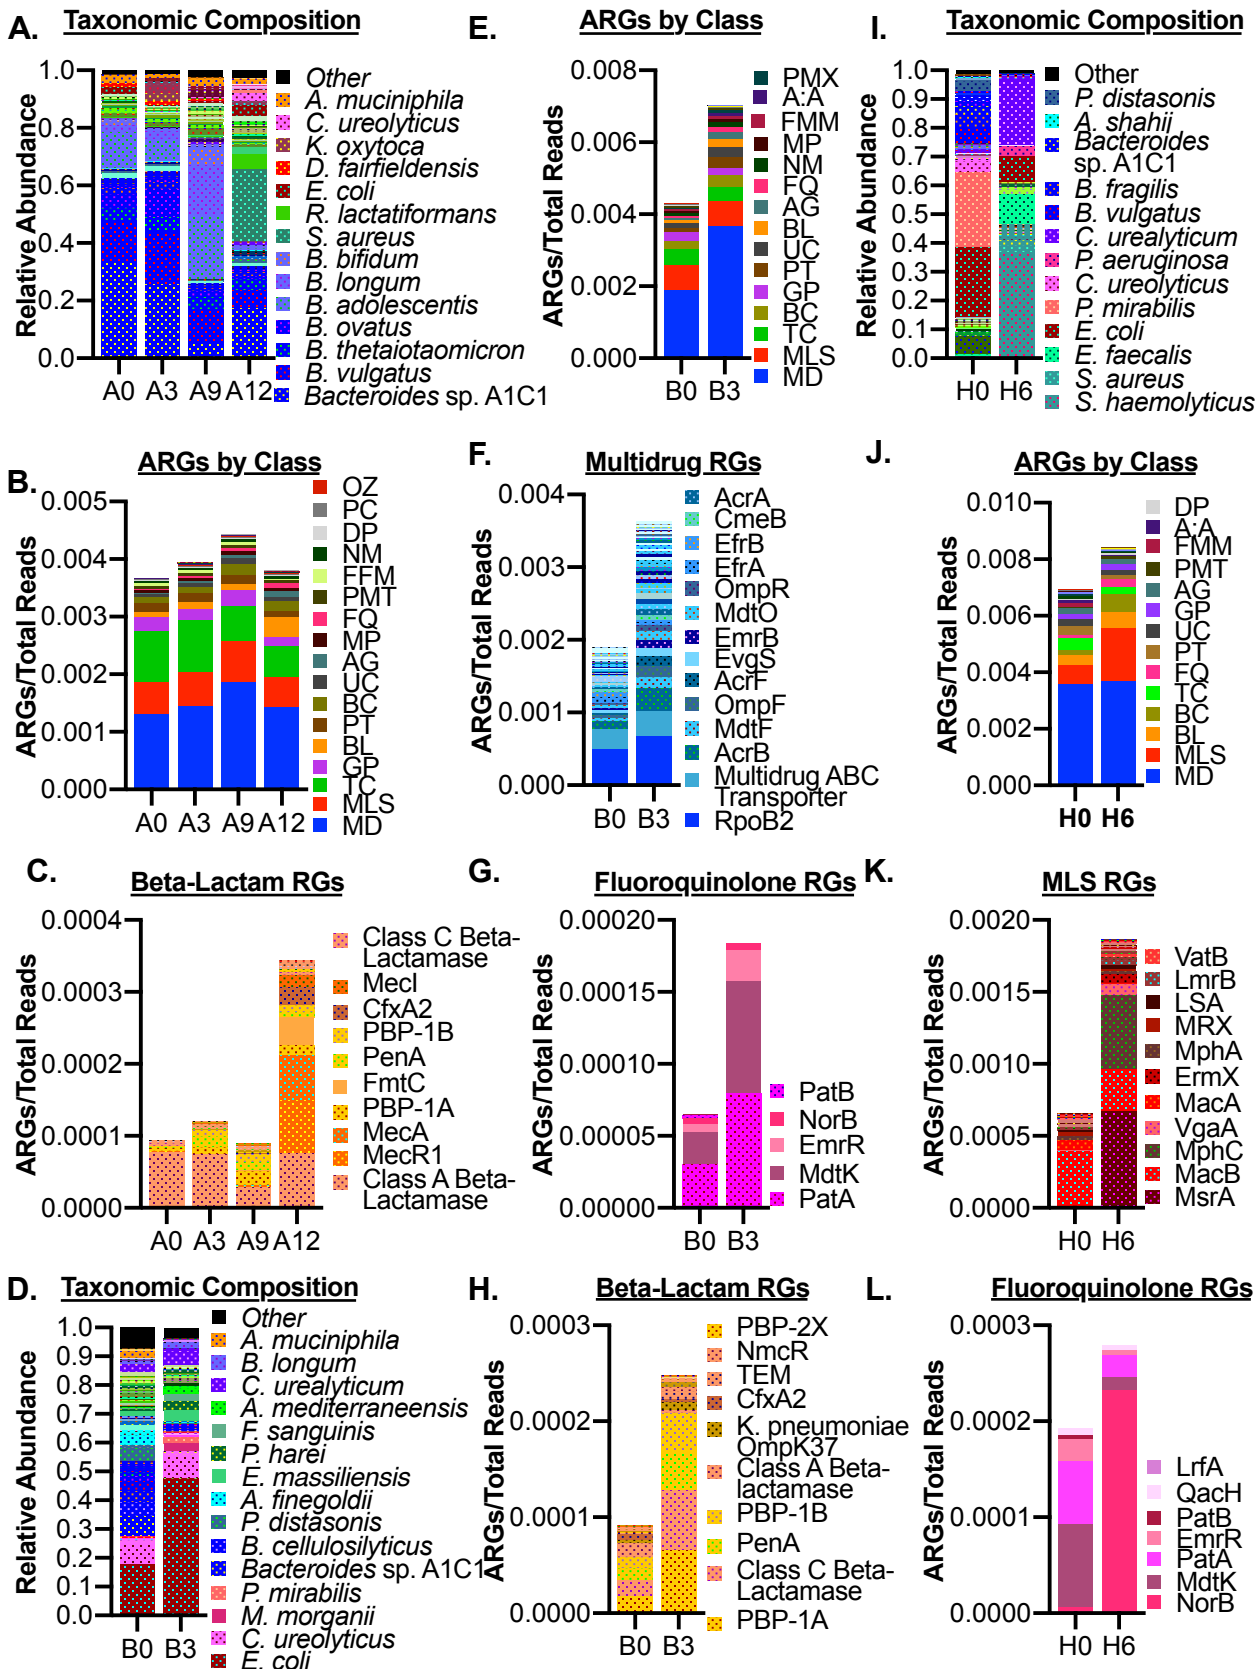 A. Taxonomic Composition
Relative Abundance
1.0
0.8
0.6
0.4
0.2
0.0
A0 A3 A9 A12
Other
A. muciniphila
C. ureolyticus
K. oxytoca
D. fairfieldensis
E. coli
R. lactatiformans
S. aureus
B. bifidum
B. longum
B. adolescentis
B. ovatus
B. thetaiotaomicron
B. vulgatus
Bacteroides sp. A1C1
E. ARGs by Class
ARGs/Total Reads
0.008
0.006
0.004
0.002
0.000
B0 B3
PMX
A:A
FMM
MP
NM
FQ
AG
BL
UC
PT
GP
BC
TC
MLS
MD
I. Taxonomic Composition
Relative Abundance
1.0
0.9
0.8
0.7
0.6
0.5
0.4
0.3
0.2
0.1
0.0
H0 H6
Other
P. distasonis
A. shahii
Bacteroides
sp. A1C1
B. fragilis
B. vulgatus
C. urealyticum
P. aeruginosa
C. ureolyticus
P. mirabilis
E. coli
E. faecalis
S. aureus
S. haemolyticus
B. ARGs by Class
ARGs/Total Reads
0.005
0.004
0.003
0.002
0.001
0.000
A0 A3 A9 A12
OZ
PC
DP
NM
FFM
PMT
FQ
MP
AG
UC
BC
PT
BL
GP
TC
MLS
MD
F. Multidrug RGs
ARGs/Total Reads
0.004
0.003
0.002
0.001
0.000
B0 B3
AcrA
CmeB
EfrB
EfrA
OmpR
MdtO
EmrB
EvgS
AcrF
OmpF
MdtF
AcrB
Multidrug ABC
Transporter
RpoB2
J. ARGs by Class
ARGs/Total Reads
0.010
0.008
0.006
0.004
0.002
0.000
H0 H6
DP
A:A
FMM
PMT
AG
GP
UC
PT
FQ
TC
BC
BL
MLS
MD
C. Beta-Lactam RGs
ARGs/Total Reads
0.0004
0.0003
0.0002
0.0001
0.0000
A0 A3 A9 A12
Class C Beta-
Lactamase
MecI
CfxA2
PBP-1B
PenA
FmtC
PBP-1A
MecA
MecR1
Class A Beta-
Lactamase
G. Fluoroquinolone RGs
ARGs/Total Reads
0.00020
0.00015
0.00010
0.00005
0.00000
B0 B3
PatB
NorB
EmrR
MdtK
PatA
K. MLS RGs
ARGs/Total Reads
0.0020
0.0015
0.0010
0.0005
0.0000
H0 H6
VatB
LmrB
LSA
MRX
MphA
ErmX
MacA
VgaA
MphC
MacB
MsrA
D. Taxonomic Composition
Relative Abundance
1.0
0.9
0.8
0.7
0.6
0.5
0.4
0.3
0.2
0.1
0.0
B0 B3
Other
A. muciniphila
B. longum
C. urealyticum
A. mediterraneensis
F. sanguinis
P. harei
E. massiliensis
A. finegoldii
P. distasonis
B. cellulosilyticus
Bacteroides sp. A1C1
P. mirabilis
M. morganii
C. ureolyticus
E. coli
H. Beta-Lactam RGs
ARGs/Total Reads
0.0003
0.0002
0.0001
0.0000
B0 B3
PBP-2X
NmcR
TEM
CfxA2
K. pneumoniae
OmpK37
Class A Beta-
lactamase
PBP-1B
PenA
Class C Beta-
Lactamase
PBP-1A
L. Fluoroquinolone RGs
ARGs/Total Reads
0.0003
0.0002
0.0001
0.0000
H0 H6
LrfA
QacH
PatB
EmrR
PatA
MdtK
NorB